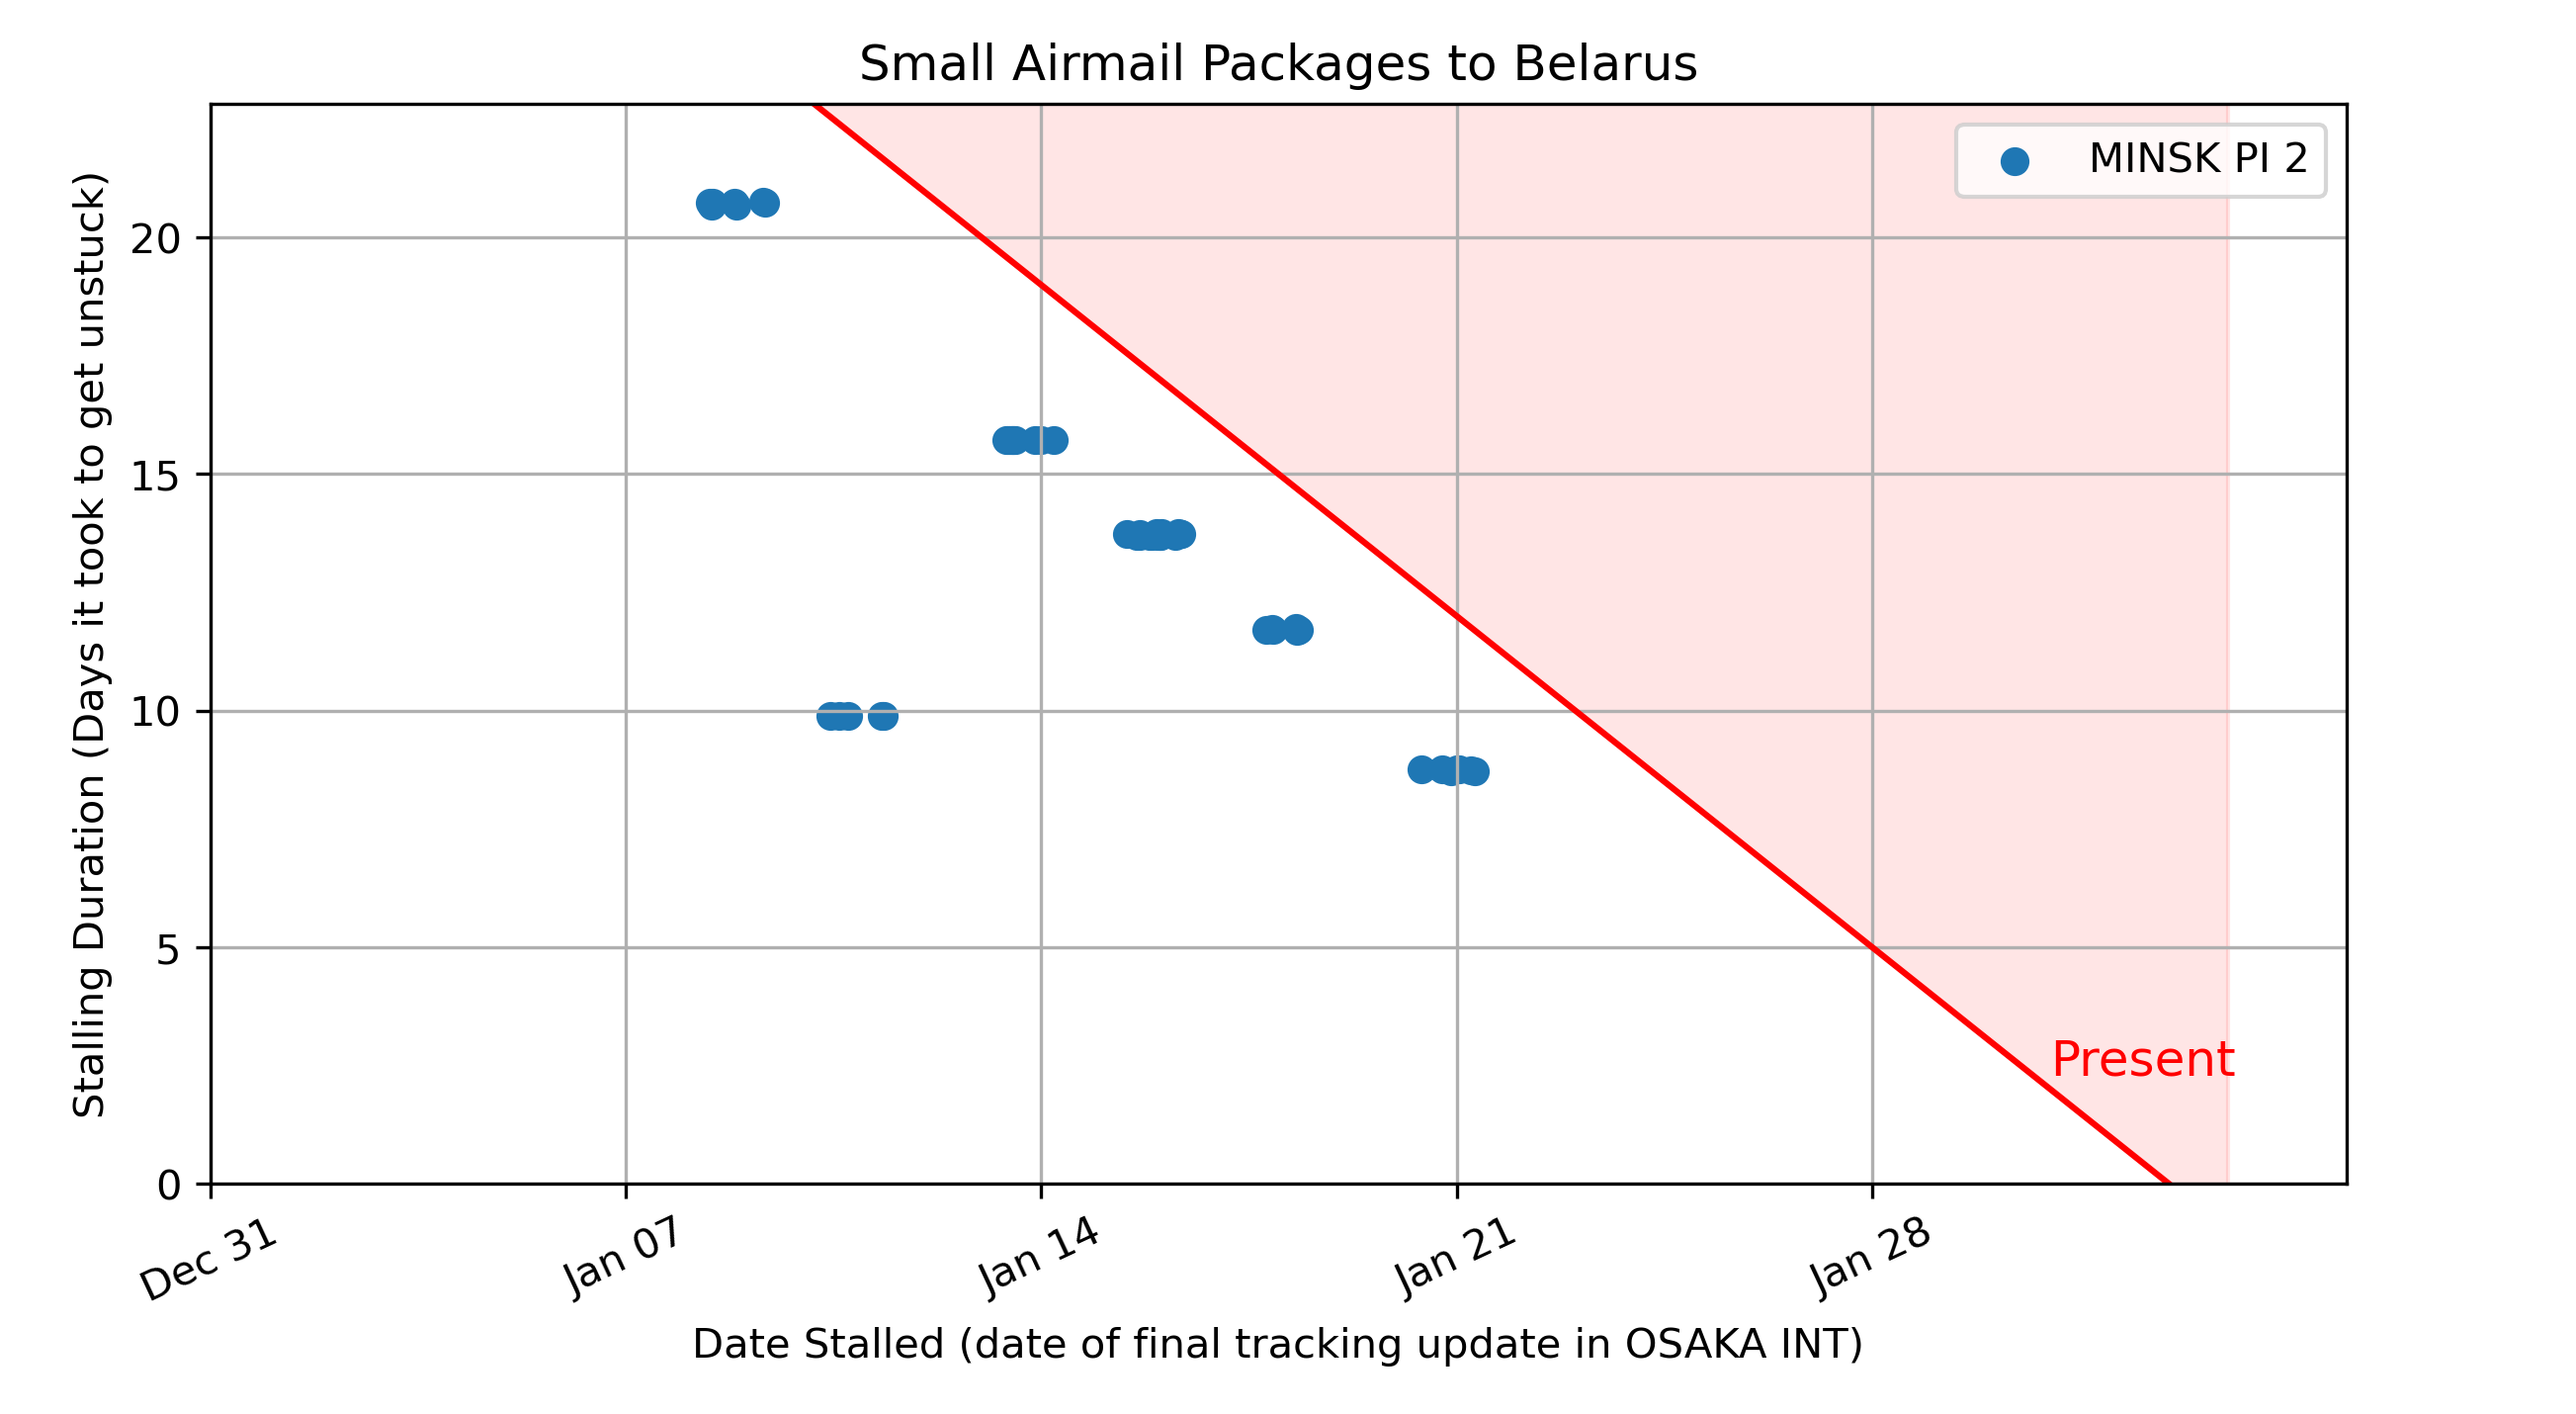 Small Airmail Packages to Belarus
MINSK PI 2
Stalling Duration (Days it took to get unstuck)
20
15
10
5
0
Present
Dec 31
Jan 07
Jan 14
Jan 21
Jan 28
Date Stalled (date of final tracking update in OSAKA INT)